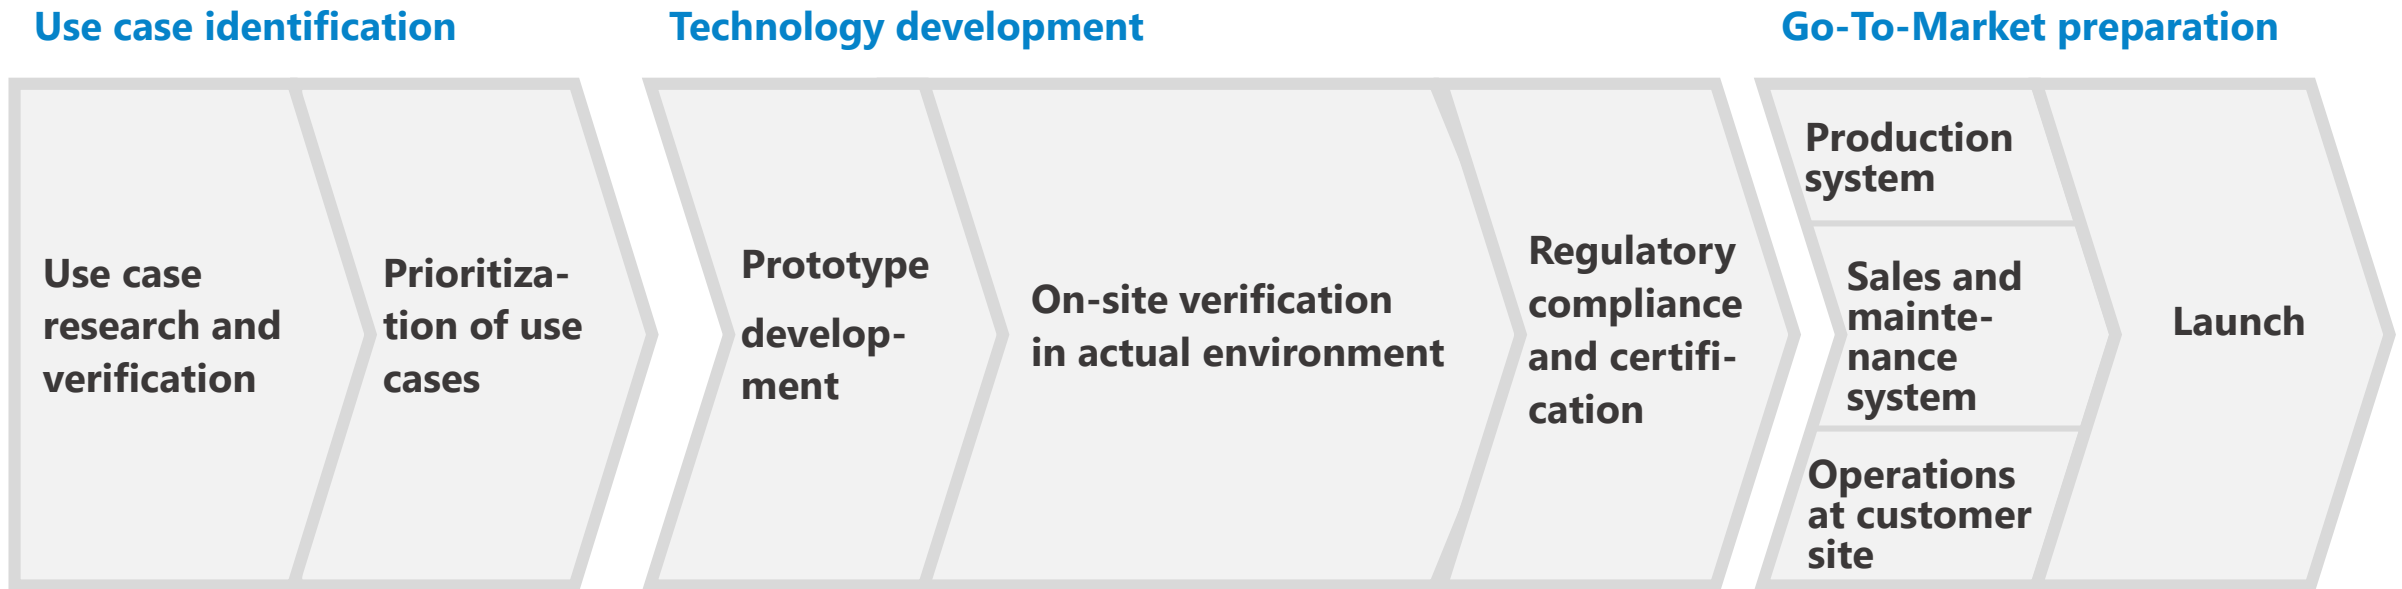 Use case identification
Technology development
Go-To-Market preparation
Use case
research and
verification
Prioritiza-
tion of use
cases
Prototype
develop-
ment
On-site verification
in actual environment
Regulatory
compliance
and certifi-
cation
Production
system
Sales and
mainte-
nance
system
Operations
at customer
site
Launch